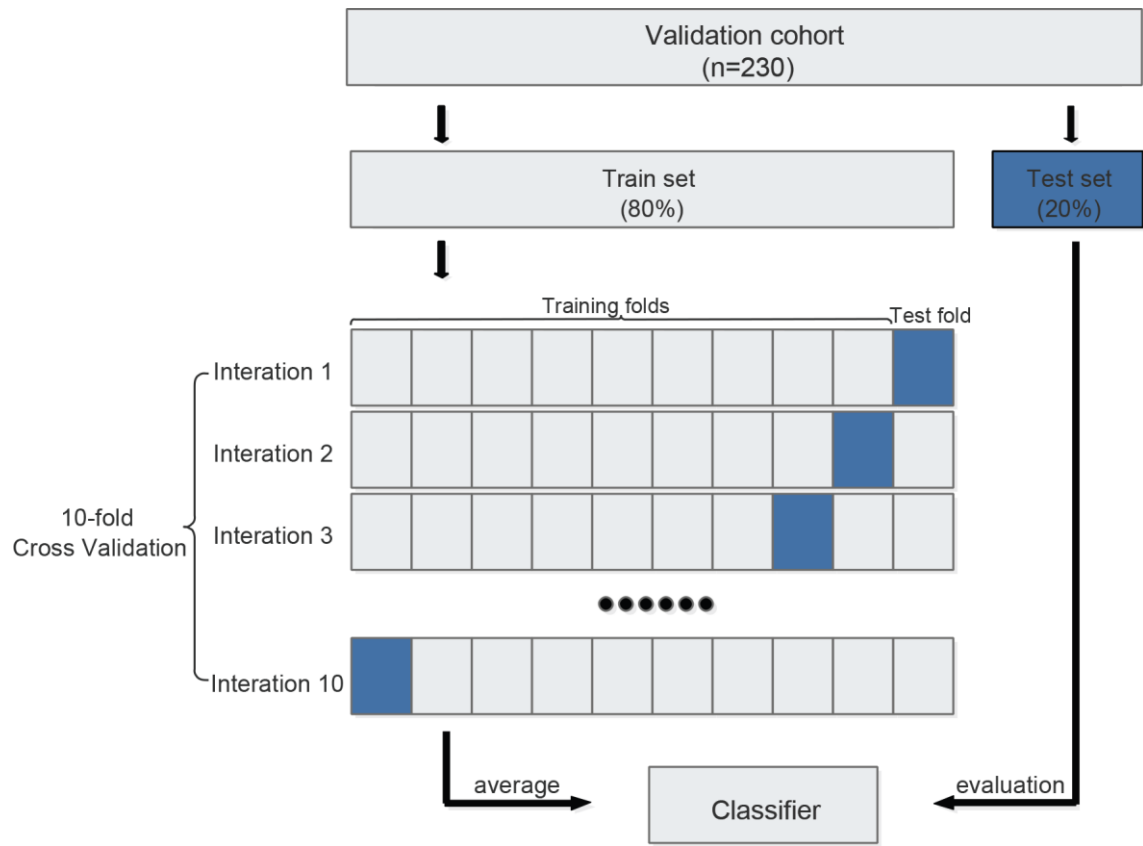 Validation cohort
(n=230)
Train set
(80%)
Test set
(20%)
Training folds
Test fold
Interation 1
Interation 2
Interation 3
10-fold
Cross Validation
Interation 10
average
evaluation
Classifier